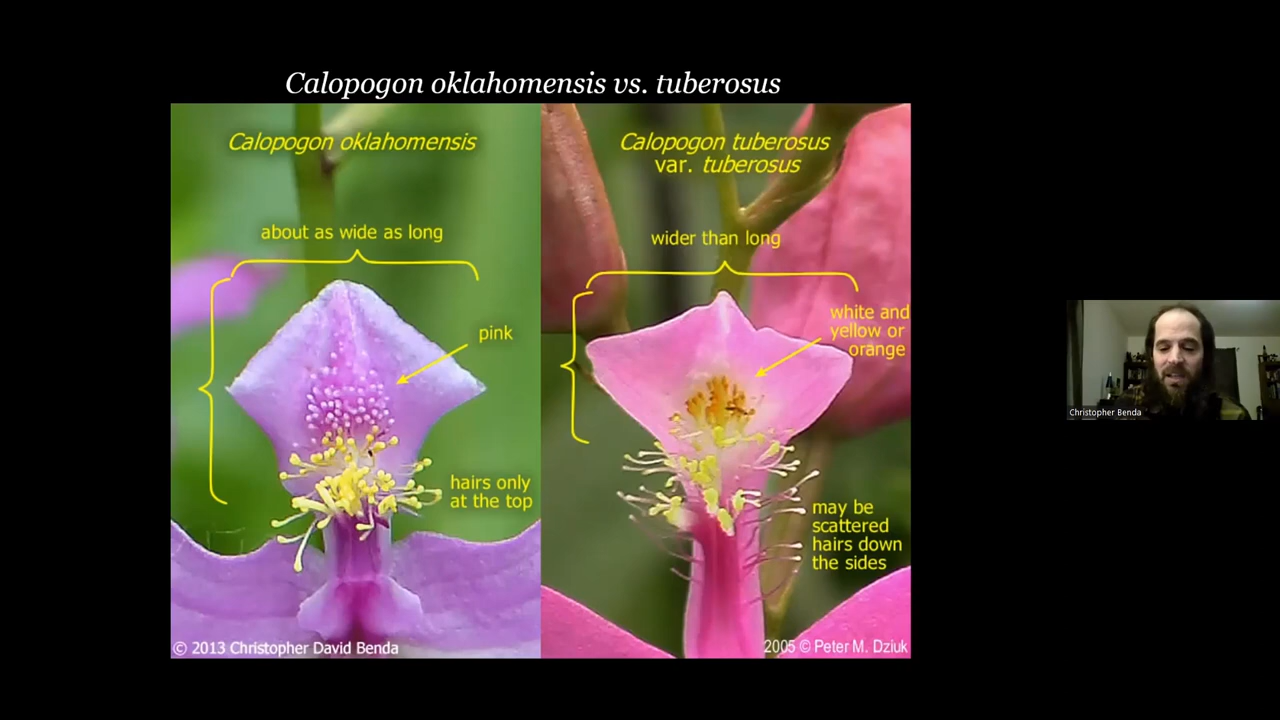 Calopogon oklahomensis vs. tuberosus
Calopogon oklahomensis
about as wide as long
pink
hairs only
at the top
© 2013 Christopher David Benda
Calopogon tuberosus
var. tuberosus
wider than long
white and
yellow or
orange
may be
scattered
hairs down
the sides
2005 © Peter M. Dziuk
Christopher Benda